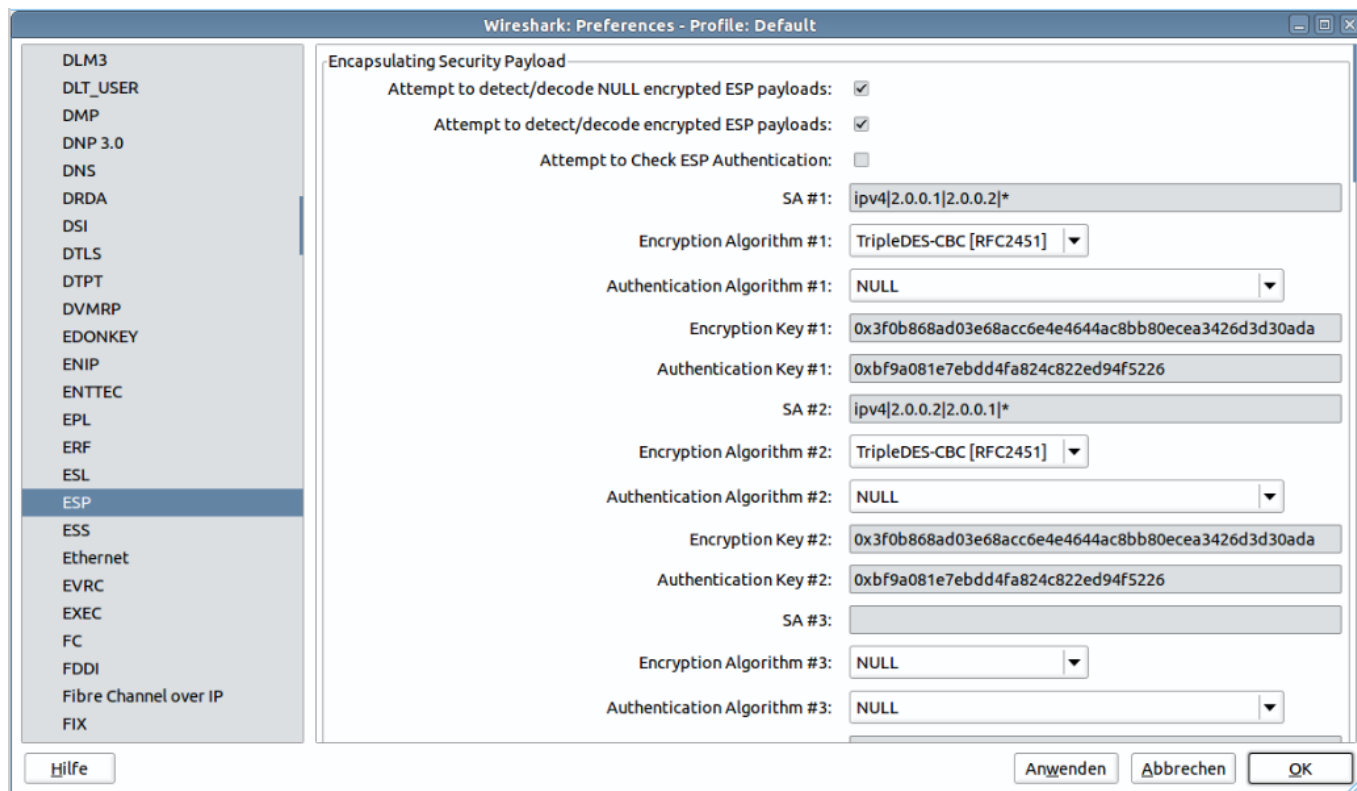 Wireshark: Preferences - Profile: Default
DLM3
DLT_USER
DMP
DNP 3.0
DNS
DRDA
DSI
DTLS
DTPT
DVMRP
EDONKEY
ENIP
ENTTEC
EPL
ERF
ESL
ESP
ESS
Ethernet
EVRC
EXEC
FC
FDDI
Fibre Channel over IP
FIX
Encapsulating Security Payload
Attempt to detect/decode NULL encrypted ESP payloads:
Attempt to detect/decode encrypted ESP payloads:
Attempt to Check ESP Authentication:
SA #1: ipv4|2.0.0.1|2.0.0.2|*
Encryption Algorithm #1: TripleDES-CBC [RFC2451]
Authentication Algorithm #1: NULL
Encryption Key #1: 0x3f0b868ad03e68acc6e4e4644ac8bb80ecea3426d3d30ada
Authentication Key #1: 0xbf9a081e7ebdd4fa824c822ed94f5226
SA #2: ipv4|2.0.0.2|2.0.0.1|*
Encryption Algorithm #2: TripleDES-CBC [RFC2451]
Authentication Algorithm #2: NULL
Encryption Key #2: 0x3f0b868ad03e68acc6e4e4644ac8bb80ecea3426d3d30ada
Authentication Key #2: 0xbf9a081e7ebdd4fa824c822ed94f5226
SA #3:
Encryption Algorithm #3: NULL
Authentication Algorithm #3: NULL
Hilfe
Anwenden
Abbrechen
OK